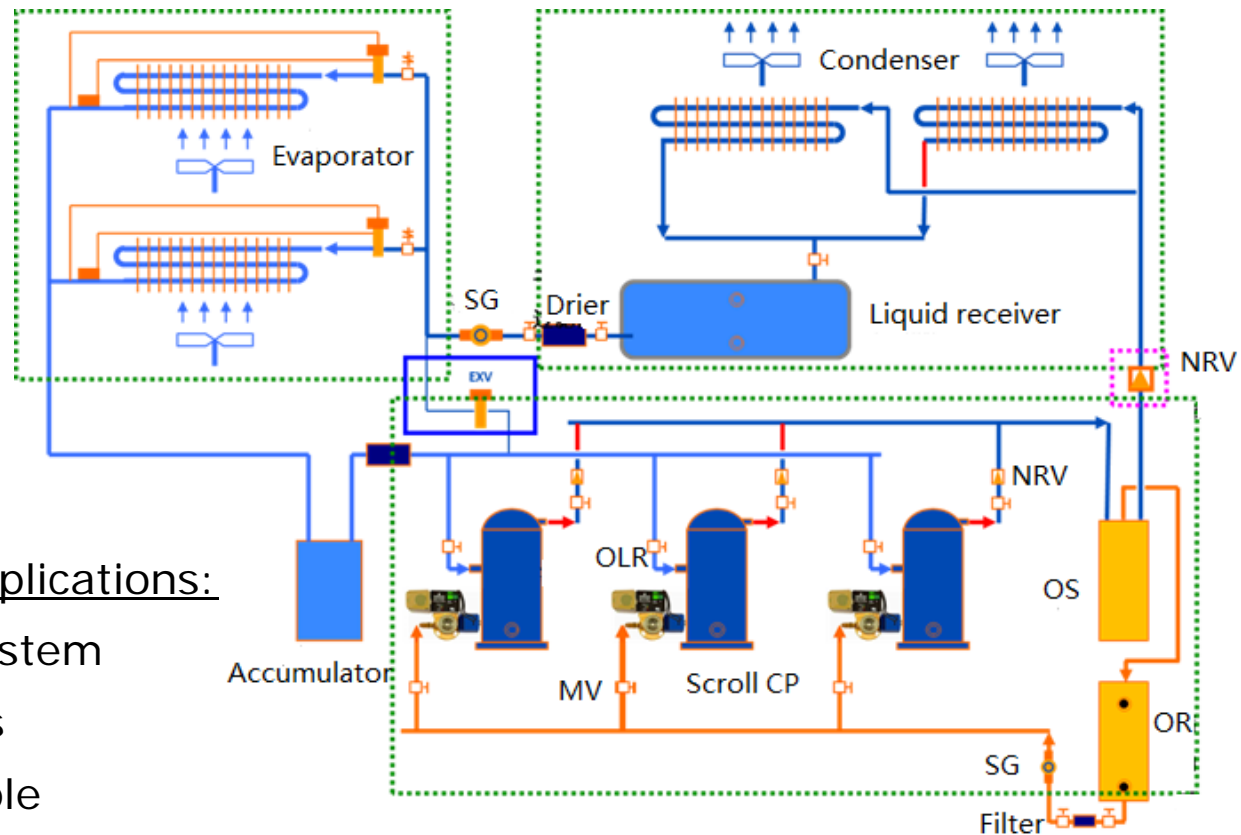 Condenser
Evaporator
SG
Drier
Liquid receiver
NRV
EXV
NRV
OLR
OS
plications:
stem
Accumulator
MV
Scroll CP
s
OR
SG
ple
Filter